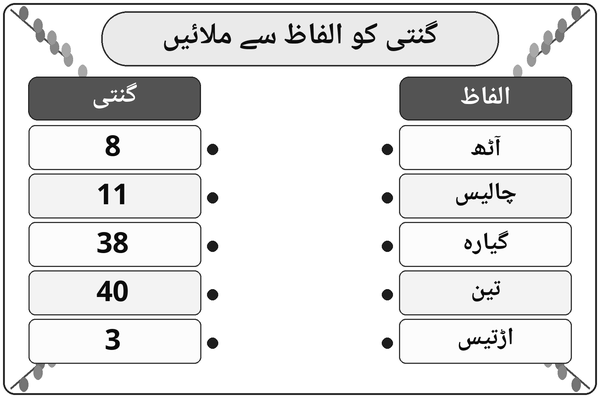 گنتی کو الفاظ سے ملائیں
الفاظ
گنتی
آٹھ
8
چالیس
11
گیارہ
38
تین
40
اڑتیس
3